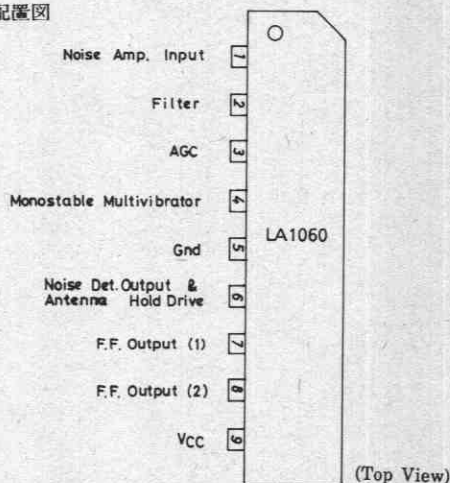 配置図
Noise Amp. Input 1
Filter 2
AGC 3
Monostable Multivibrator 4
Gnd 5
LA1060
Noise Det. Output &
Antenna Hold Drive 6
F.F. Output (1) 7
F.F. Output (2) 8
VCC 9
(Top View)